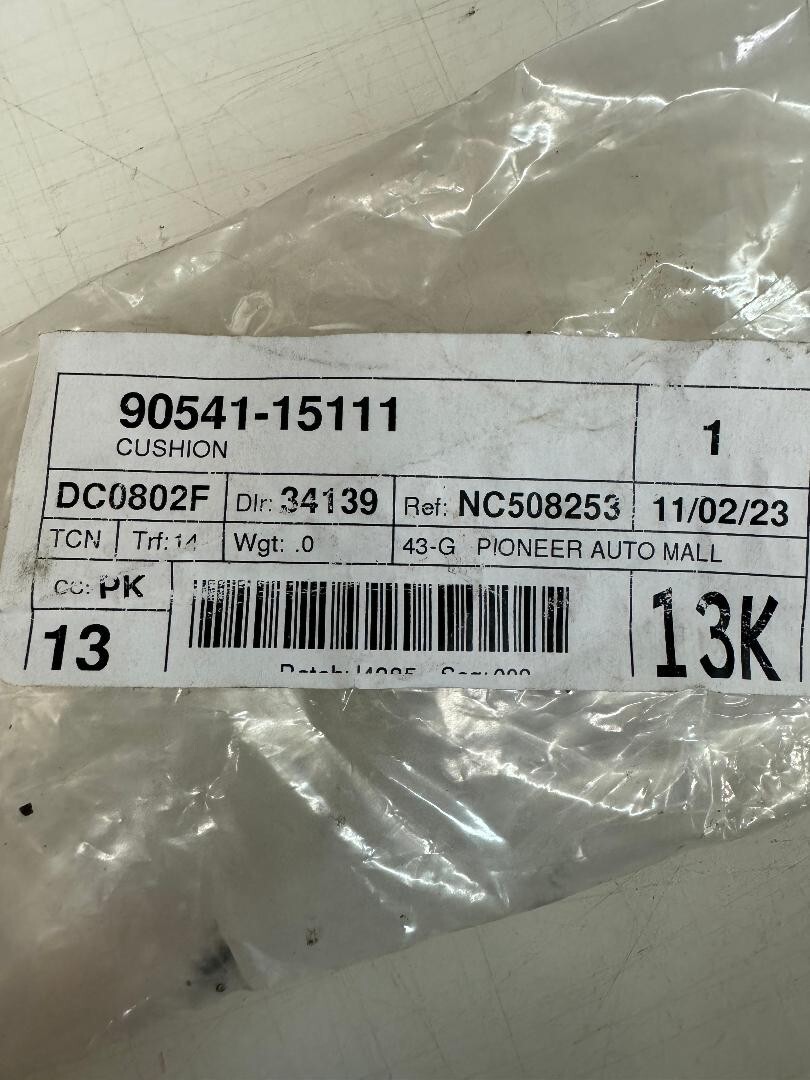 90541-15111
CUSHION
1
DC0802F
Dlr: 34139
Ref: NC508253
11/02/23
TCN
Trf: 14
Wgt: .0
43-G PIONEER AUTO MALL
CC: PK
13
13K